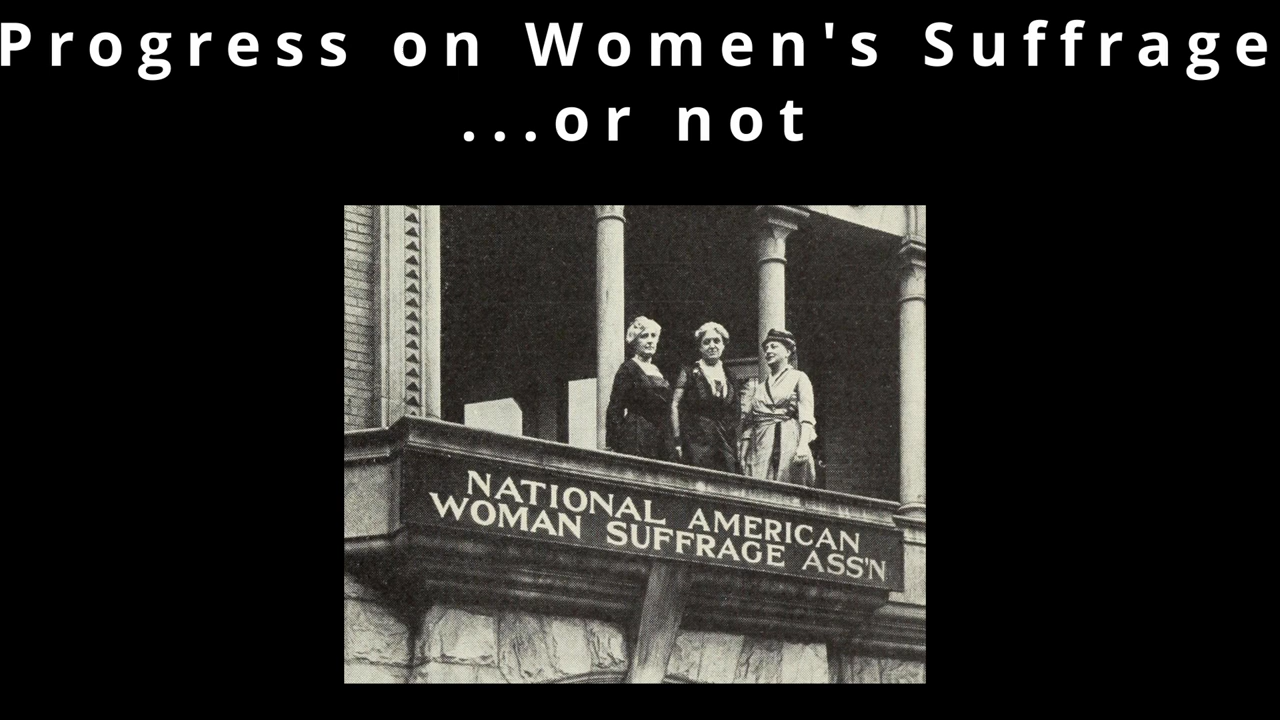 Progress on Women's Suffrage
...or not
NATIONAL AMERICAN
WOMAN SUFFRAGE ASS'N